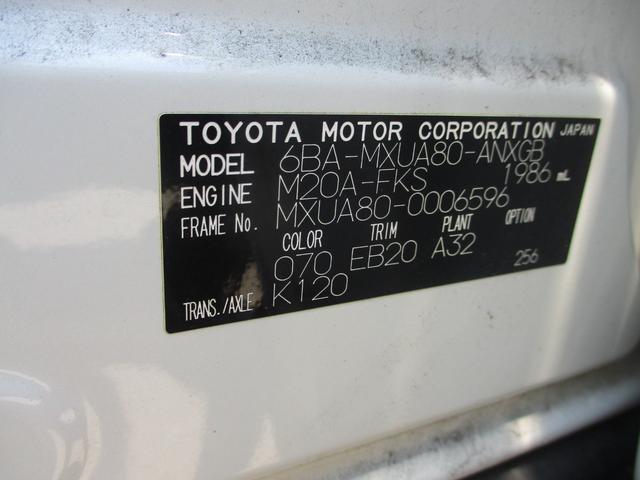 TOYOTA MOTOR CORPORATION JAPAN
MODEL 6BA-MXUA80-ANXGB
ENGINE M20A-FKS 1986 mL
FRAME No. MXUA80-0006596
COLOR TRIM PLANT OPTION
070 EB20 A32 256
TRANS./AXLE K120